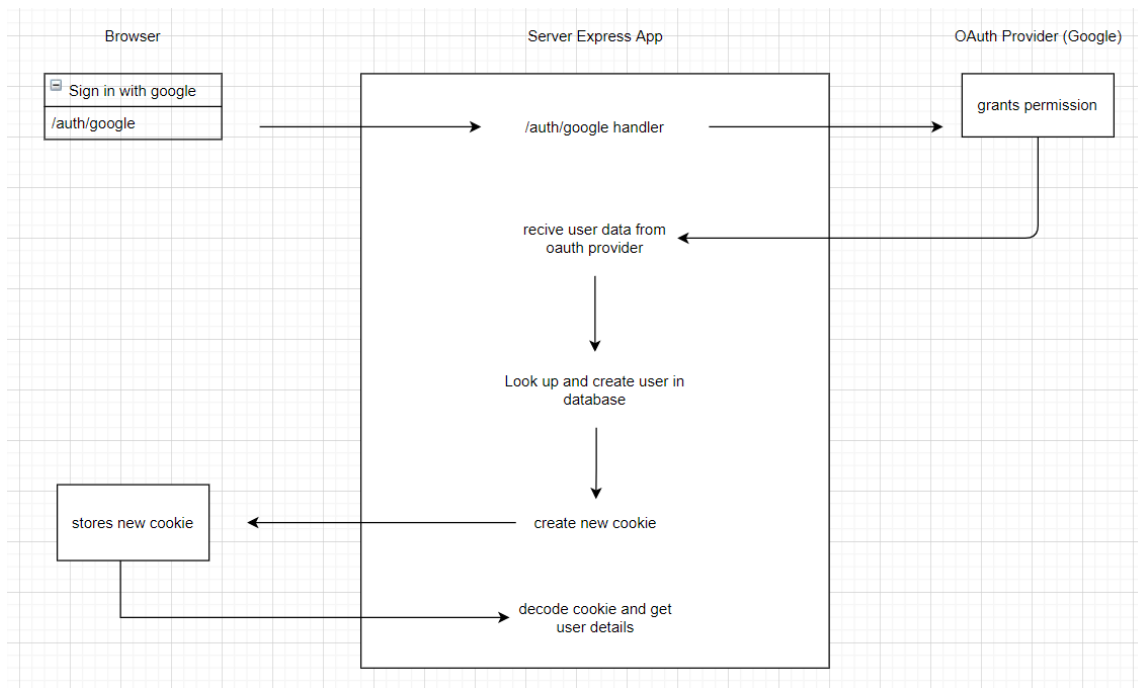 Browser
Server Express App
OAuth Provider (Google)
Sign in with google
/auth/google
/auth/google handler
grants permission
recive user data from
oauth provider
Look up and create user in
database
stores new cookie
create new cookie
decode cookie and get
user details